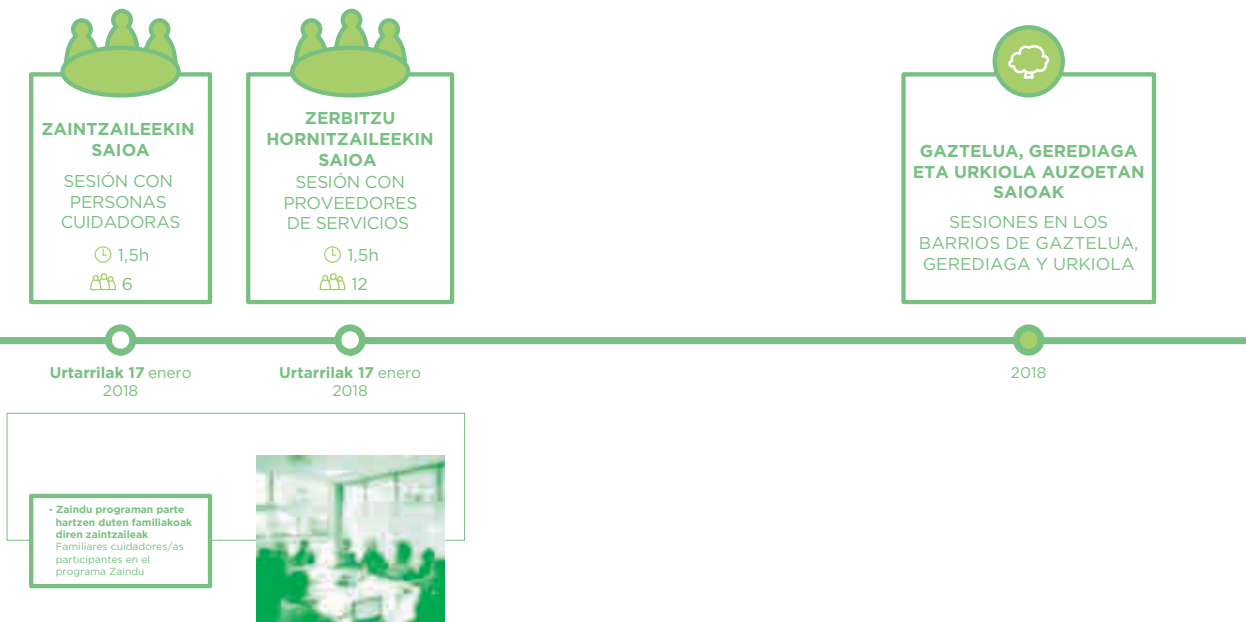 ZAINTZAILEEKIN
SAIOA
SESIÓN CON
PERSONAS
CUIDADORAS
1,5h
6
Urtarrilak 17 enero
2018
ZERBITZU
HORNITZAILEEKIN
SAIOA
SESIÓN CON
PROVEEDORES
DE SERVICIOS
1,5h
12
Urtarrilak 17 enero
2018
GAZTELUA, GEREDIAGA
ETA URKIOLA AUZOETAN
SAIOAK
SESIONES EN LOS
BARRIOS DE GAZTELUA,
GEREDIAGA Y URKIOLA
2018
- Zaindu programan parte
hartzen duten familiakoak
diren zaintzaileak
Familiares cuidadores/as
participantes en el
programa Zaindu